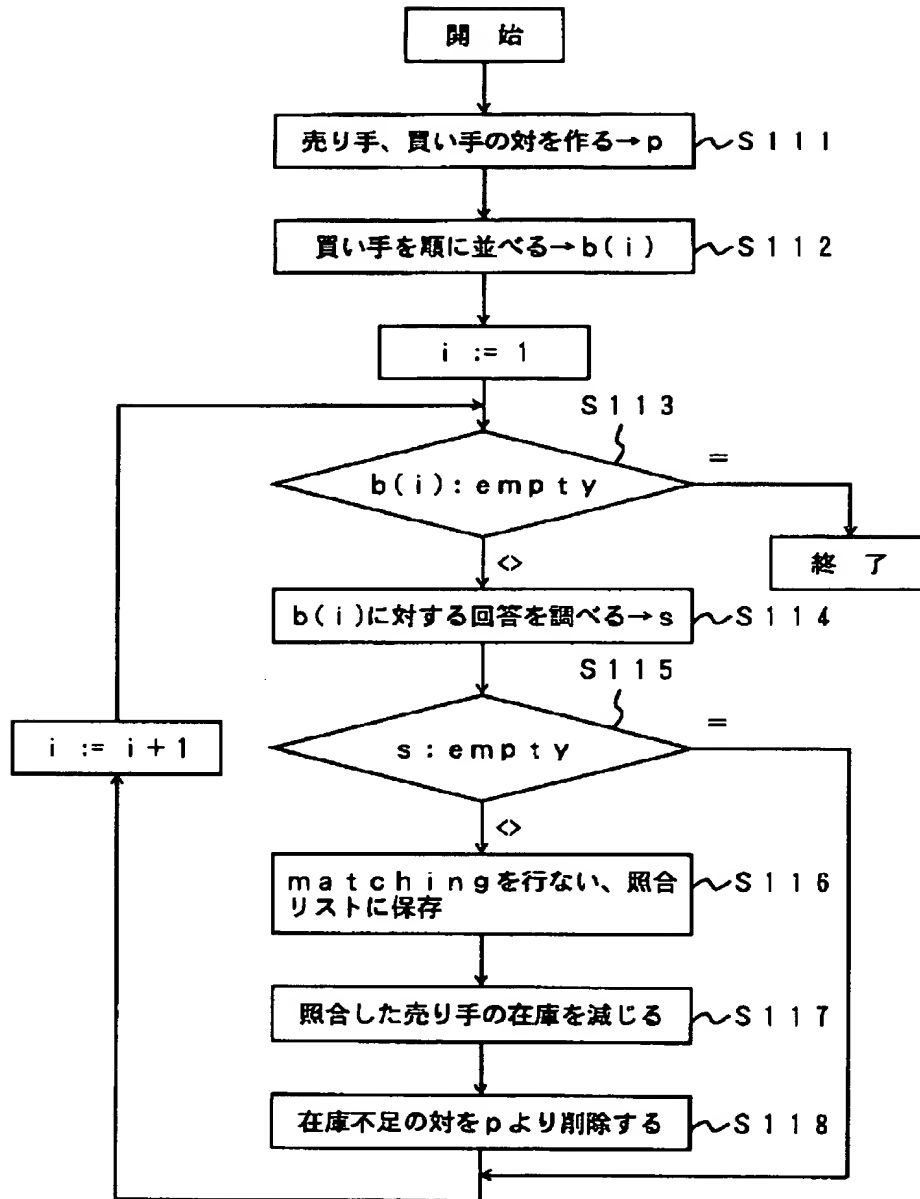 開　始
売り手、買い手の対を作る→p
S111
買い手を順に並べる→b(i)
S112
i := 1
S113
b(i):empty
=
<>
終　了
b(i)に対する回答を調べる→s
S114
S115
s:empty
=
<>
i := i+1
matchingを行ない、照合
リストに保存
S116
照合した売り手の在庫を減じる
S117
在庫不足の対をpより削除する
S118